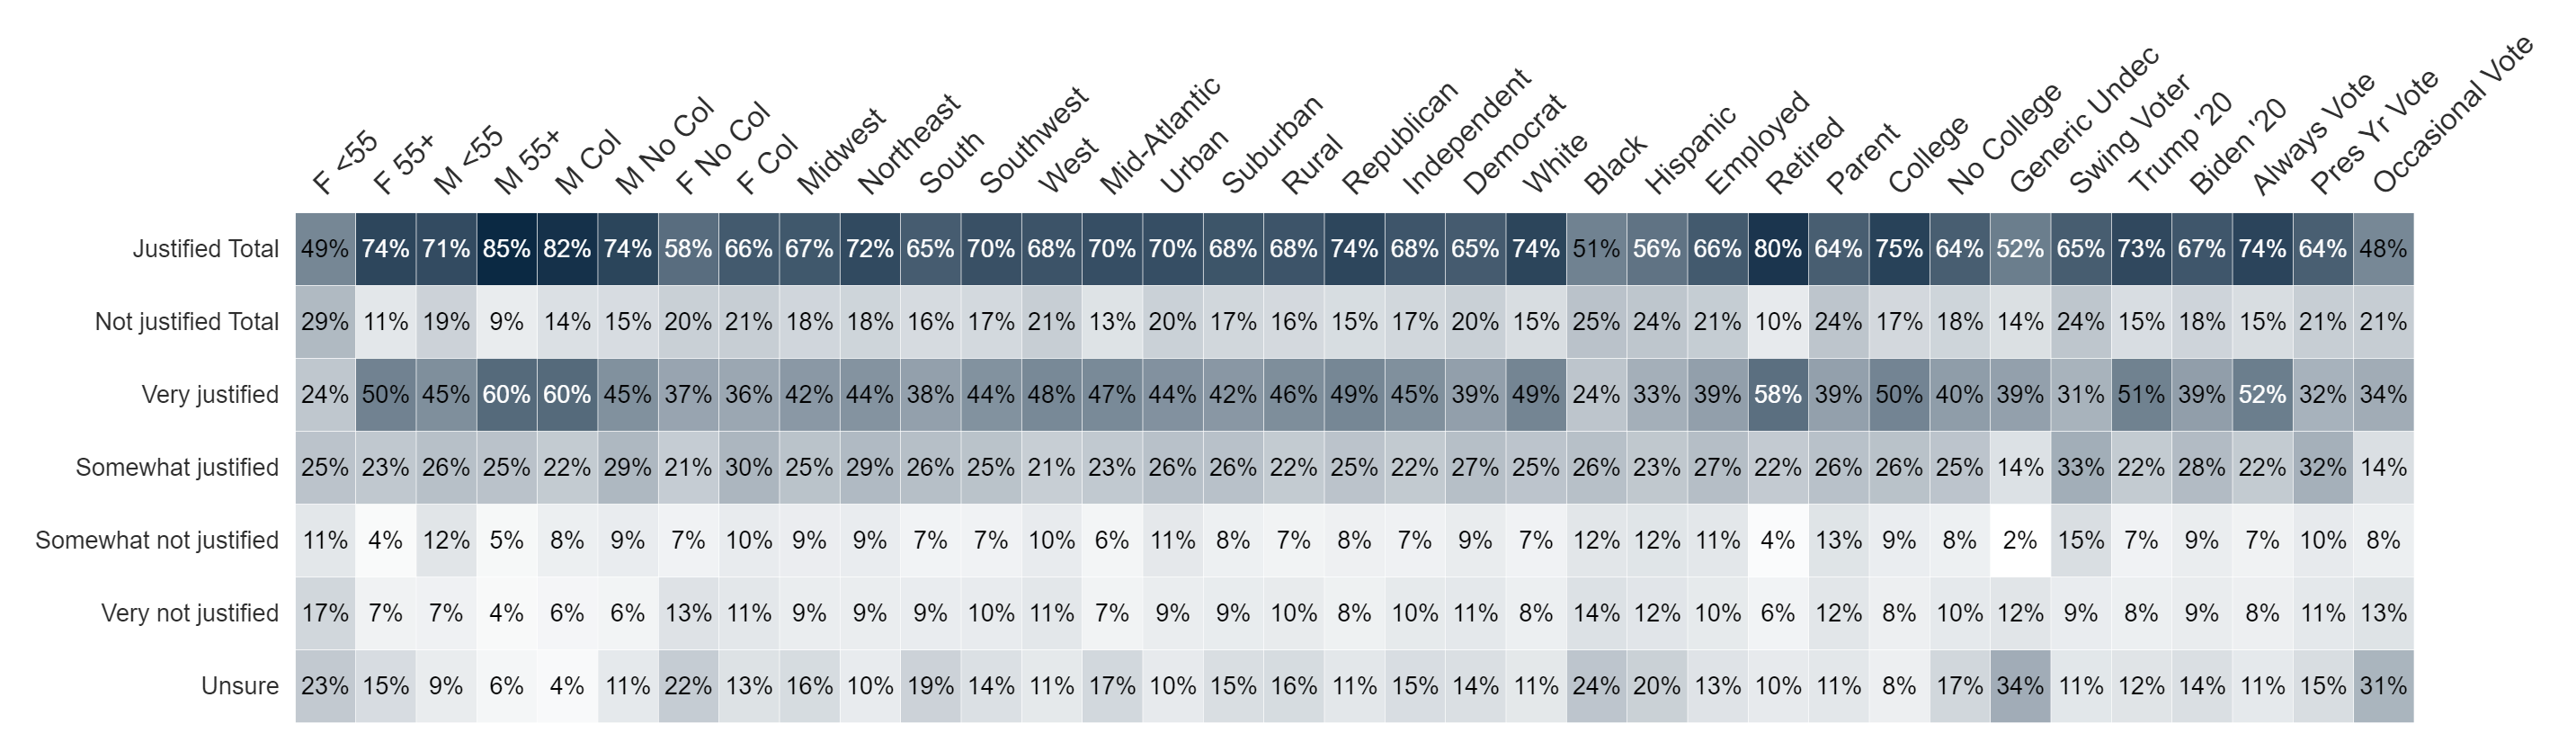 F <55 F 55+ M <55 M 55+ M Col M No Col F No Col F Col Midwest Northeast South Southwest West Mid-Atlantic Urban Suburban Rural Republican Independent Democrat White Black Hispanic Employed Retired Parent College No College Generic Undec Swing Voter Trump '20 Biden '20 Always Vote Pres Yr Vote Occasional Vote
Justified Total 49% 74% 71% 85% 82% 74% 58% 66% 67% 72% 65% 70% 68% 70% 70% 68% 68% 74% 68% 65% 74% 51% 56% 66% 80% 64% 75% 64% 52% 65% 73% 67% 74% 64% 48%
Not justified Total 29% 11% 19% 9% 14% 15% 20% 21% 18% 18% 16% 17% 21% 13% 20% 17% 16% 15% 17% 20% 15% 25% 24% 21% 10% 24% 17% 18% 14% 24% 15% 18% 15% 21% 21%
Very justified 24% 50% 45% 60% 60% 45% 37% 36% 42% 44% 38% 44% 48% 47% 44% 42% 46% 49% 45% 39% 49% 24% 33% 39% 58% 39% 50% 40% 39% 31% 51% 39% 52% 32% 34%
Somewhat justified 25% 23% 26% 25% 22% 29% 21% 30% 25% 29% 26% 25% 21% 23% 26% 26% 22% 25% 22% 27% 25% 26% 23% 27% 22% 26% 26% 25% 14% 33% 22% 28% 22% 32% 14%
Somewhat not justified 11% 4% 12% 5% 8% 9% 7% 10% 9% 9% 7% 7% 10% 6% 11% 8% 7% 8% 7% 9% 7% 12% 12% 11% 4% 13% 9% 8% 2% 15% 7% 9% 7% 10% 8%
Very not justified 17% 7% 7% 4% 6% 6% 13% 11% 9% 9% 9% 10% 11% 7% 9% 9% 10% 8% 10% 11% 8% 14% 12% 10% 6% 12% 8% 10% 12% 9% 8% 9% 8% 11% 13%
Unsure 23% 15% 9% 6% 4% 11% 22% 13% 16% 10% 19% 14% 11% 17% 10% 15% 16% 11% 15% 14% 11% 24% 20% 13% 10% 11% 8% 17% 34% 11% 12% 14% 11% 15% 31%